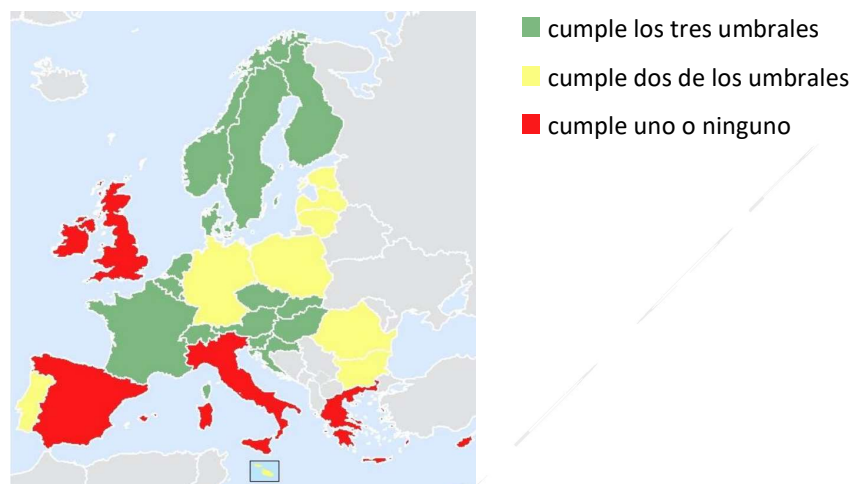 cumple los tres umbrales
cumple dos de los umbrales
cumple uno o ninguno